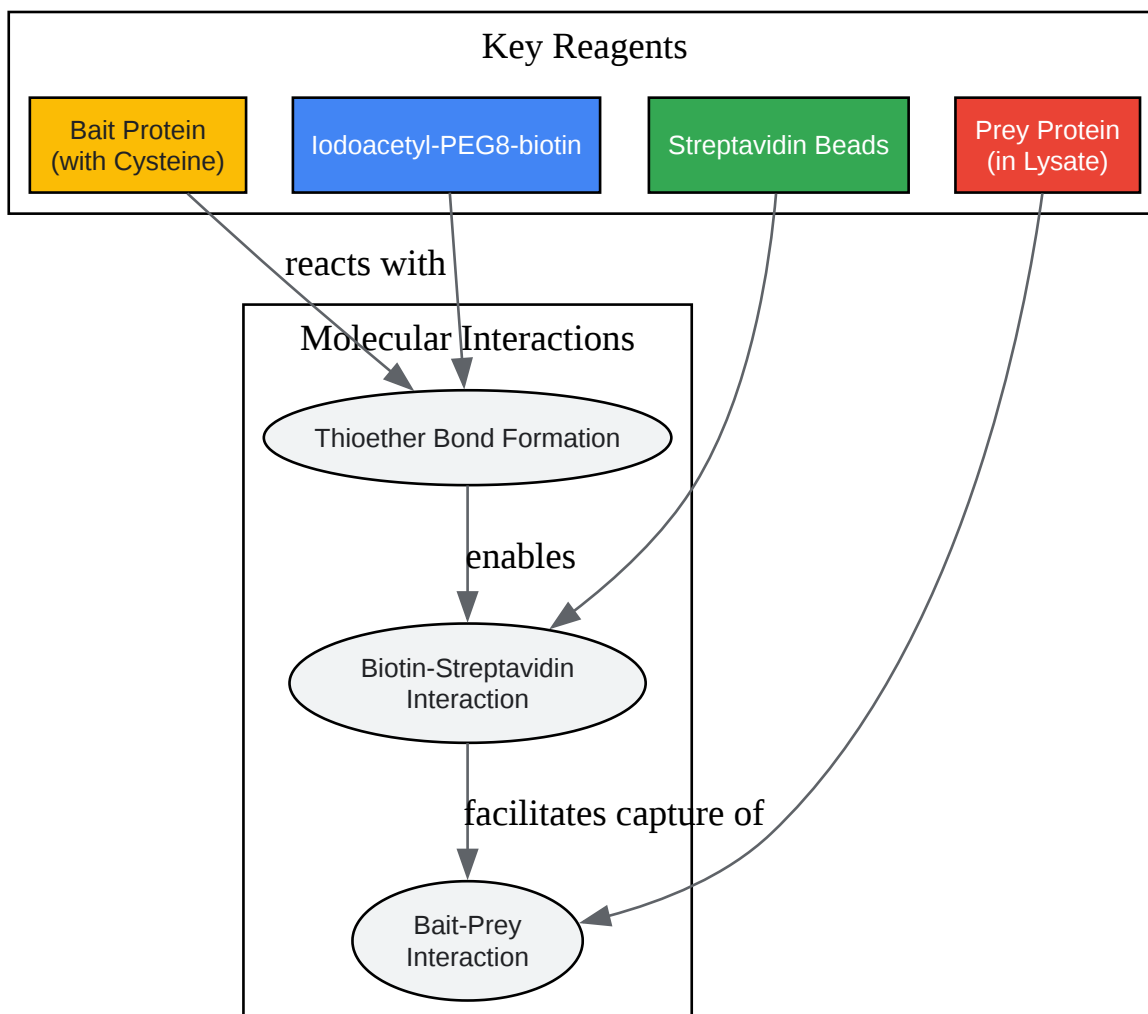 Key Reagents
Bait Protein
(with Cysteine)
Iodoacetyl-PEG8-biotin
Streptavidin Beads
Prey Protein
(in Lysate)
reacts with
Molecular Interactions
Thioether Bond Formation
enables
Biotin-Streptavidin
Interaction
facilitates capture of
Bait-Prey
Interaction